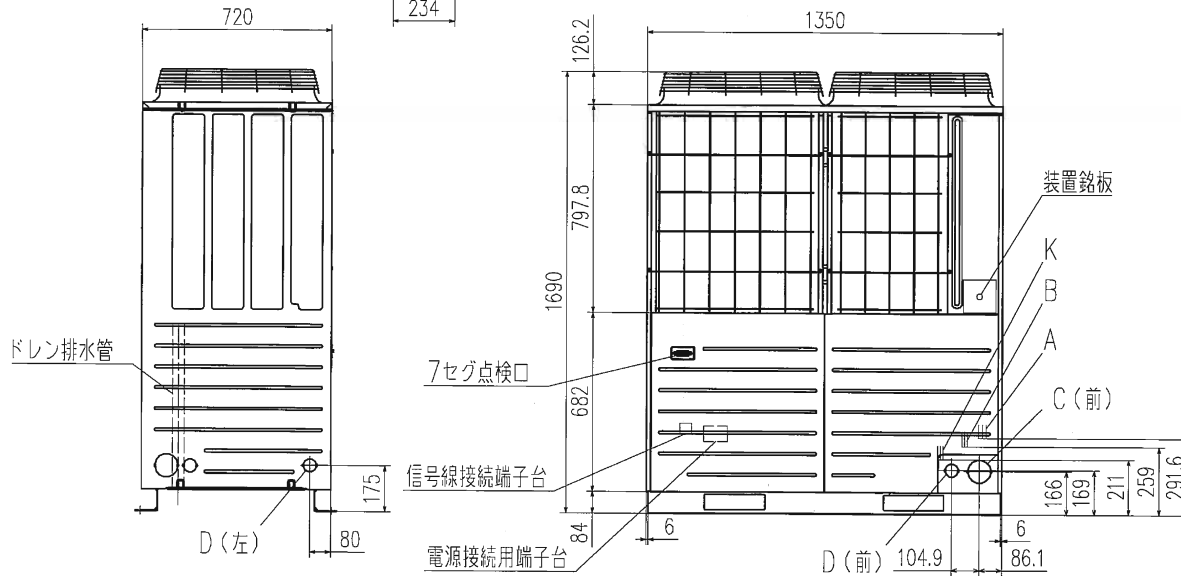 720
234
1350
126.2
797.8
1690
682
84
装置銘板
K
B
A
C(前)
ドレン排水管
7セグ点検口
信号線接続端子台
電源接続用端子台
D(左)
175
80
6
D(前)
104.9
86.1
6
166
169
211
259
291.6